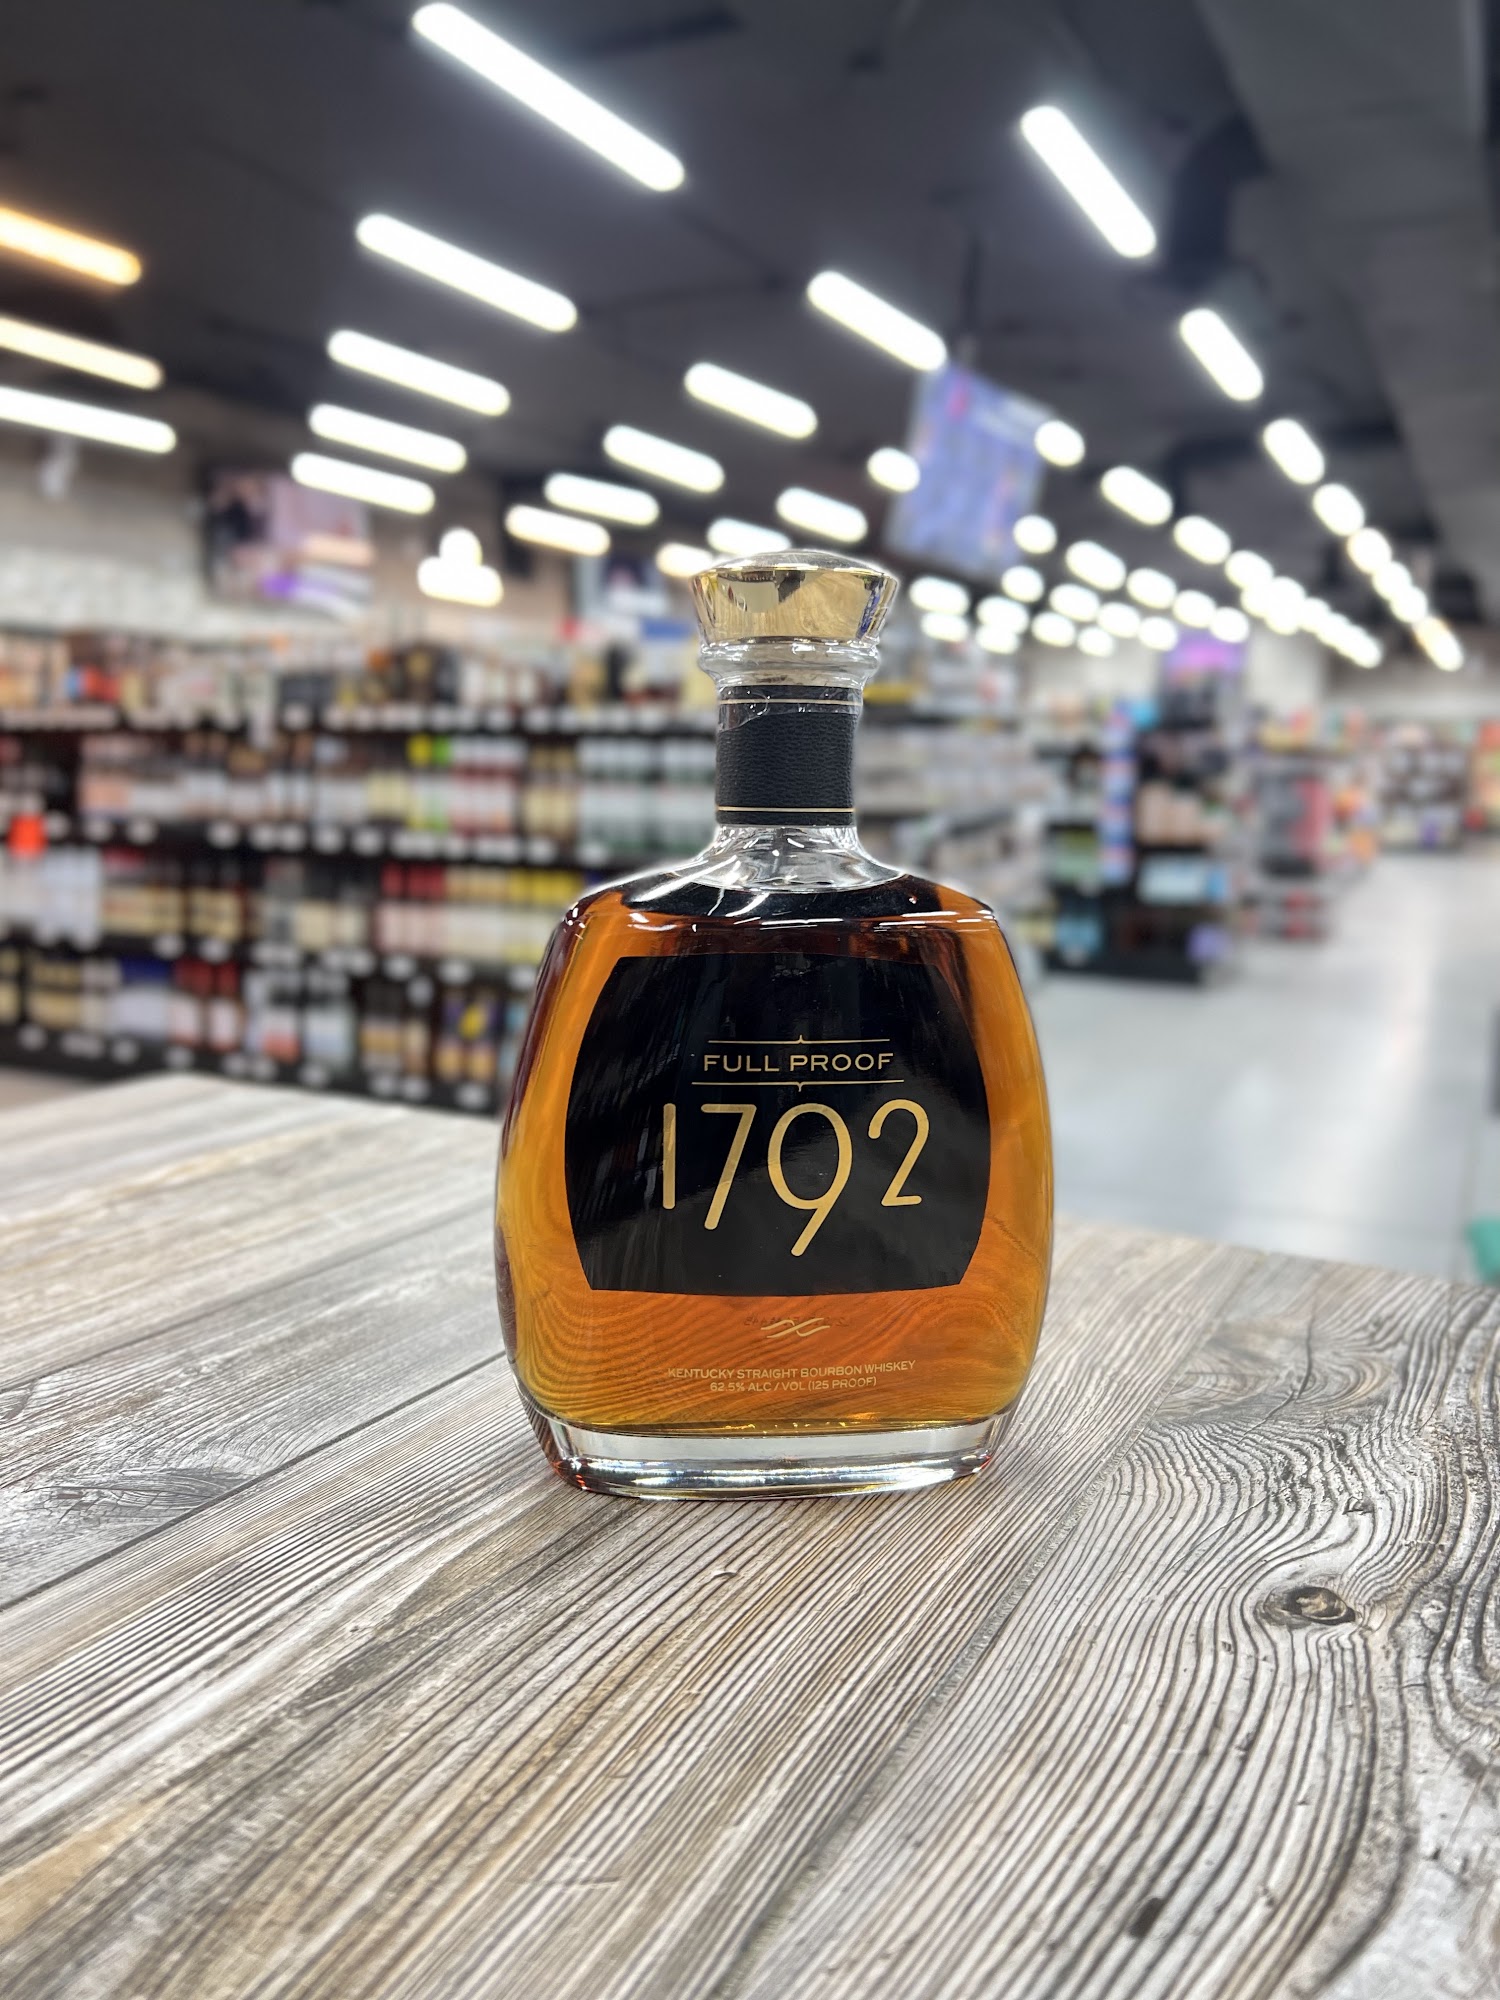 FULL PROOF
1792
KENTUCKY STRAIGHT BOURBON WHISKEY
62.5% ALC / VOL (125 PROOF)